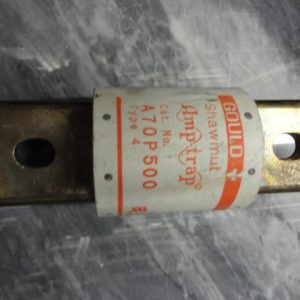 GOULD
Shawmut
Amp-trap®
Cat. No.
A70P500
Type 4